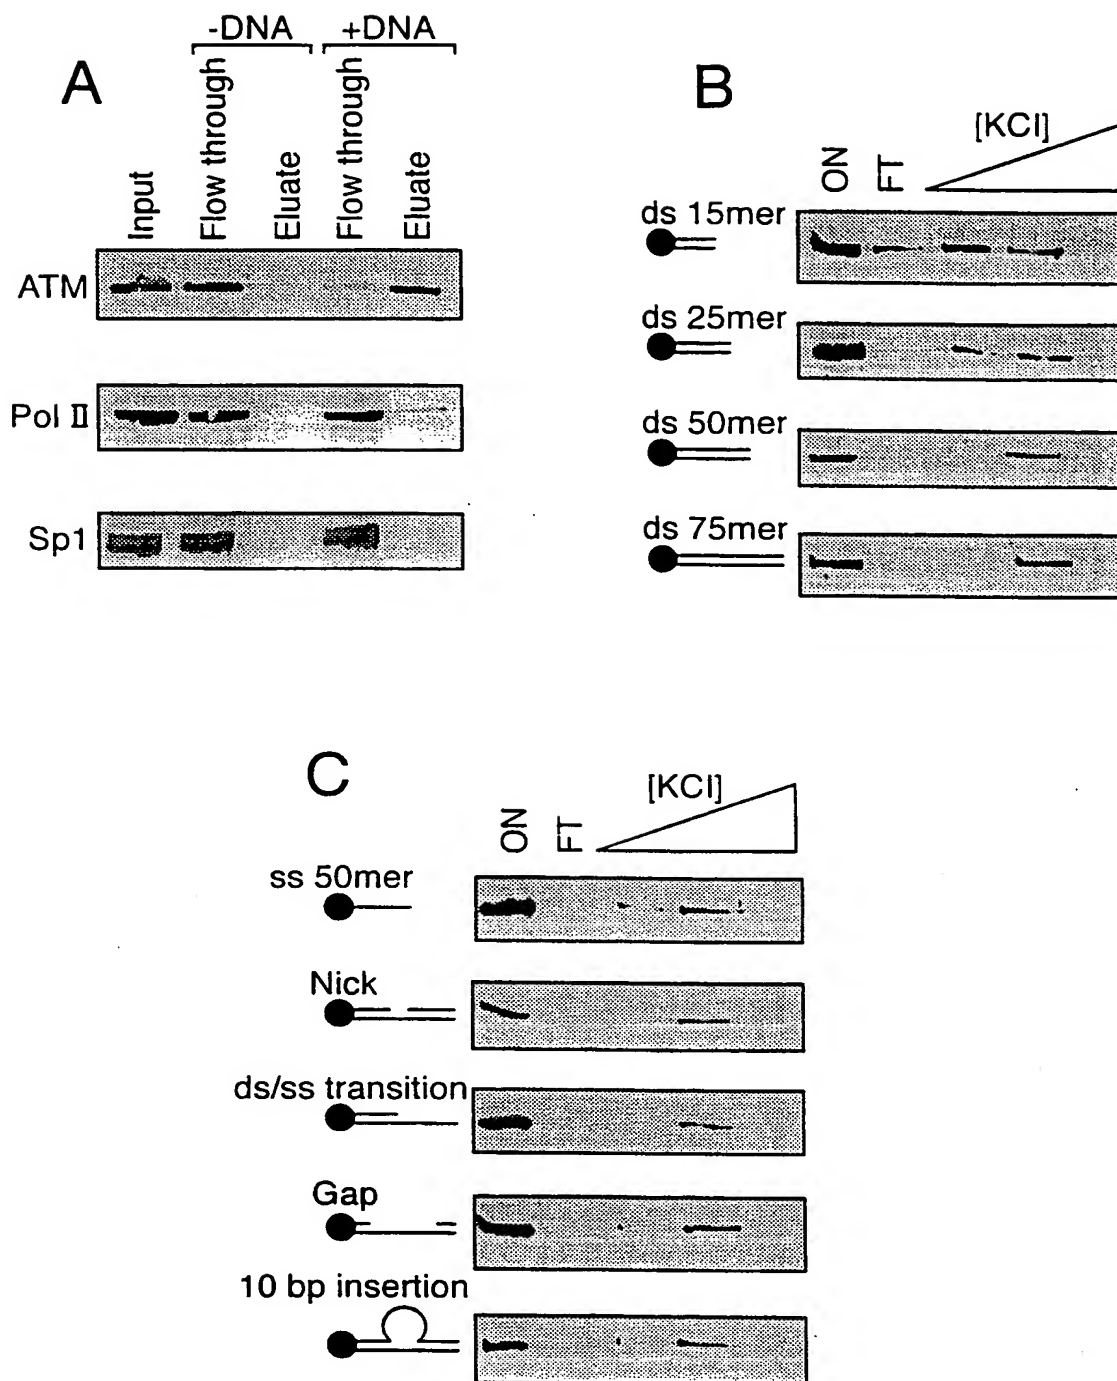 A
-DNA +DNA
Input
Flow through
Eluate
Flow through
Eluate
ATM
Pol II
Sp1
B
ON
FT
[KCl]
ds 15mer
ds 25mer
ds 50mer
ds 75mer
C
ON
FT
[KCl]
ss 50mer
Nick
ds/ss transition
Gap
10 bp insertion